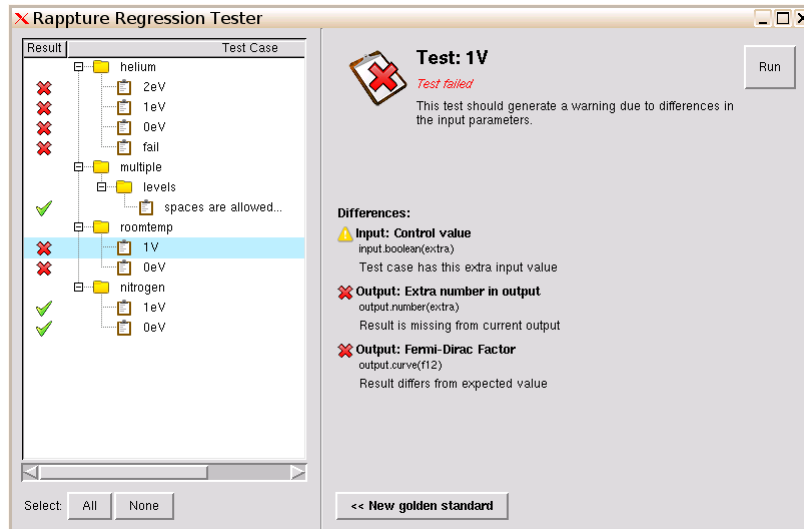 Rappture Regression Tester
Result Test Case
helium
2eV
1eV
0eV
fail
multiple
levels
spaces are allowed...
roomtemp
1V
0eV
nitrogen
1eV
0eV
Select: All None
Test: 1V
Run
Test failed
This test should generate a warning due to differences in
the input parameters.
Differences:
Input: Control value
input.boolean(extra)
Test case has this extra input value
Output: Extra number in output
output.number(extra)
Result is missing from current output
Output: Fermi-Dirac Factor
output.curve(f12)
Result differs from expected value
<< New golden standard